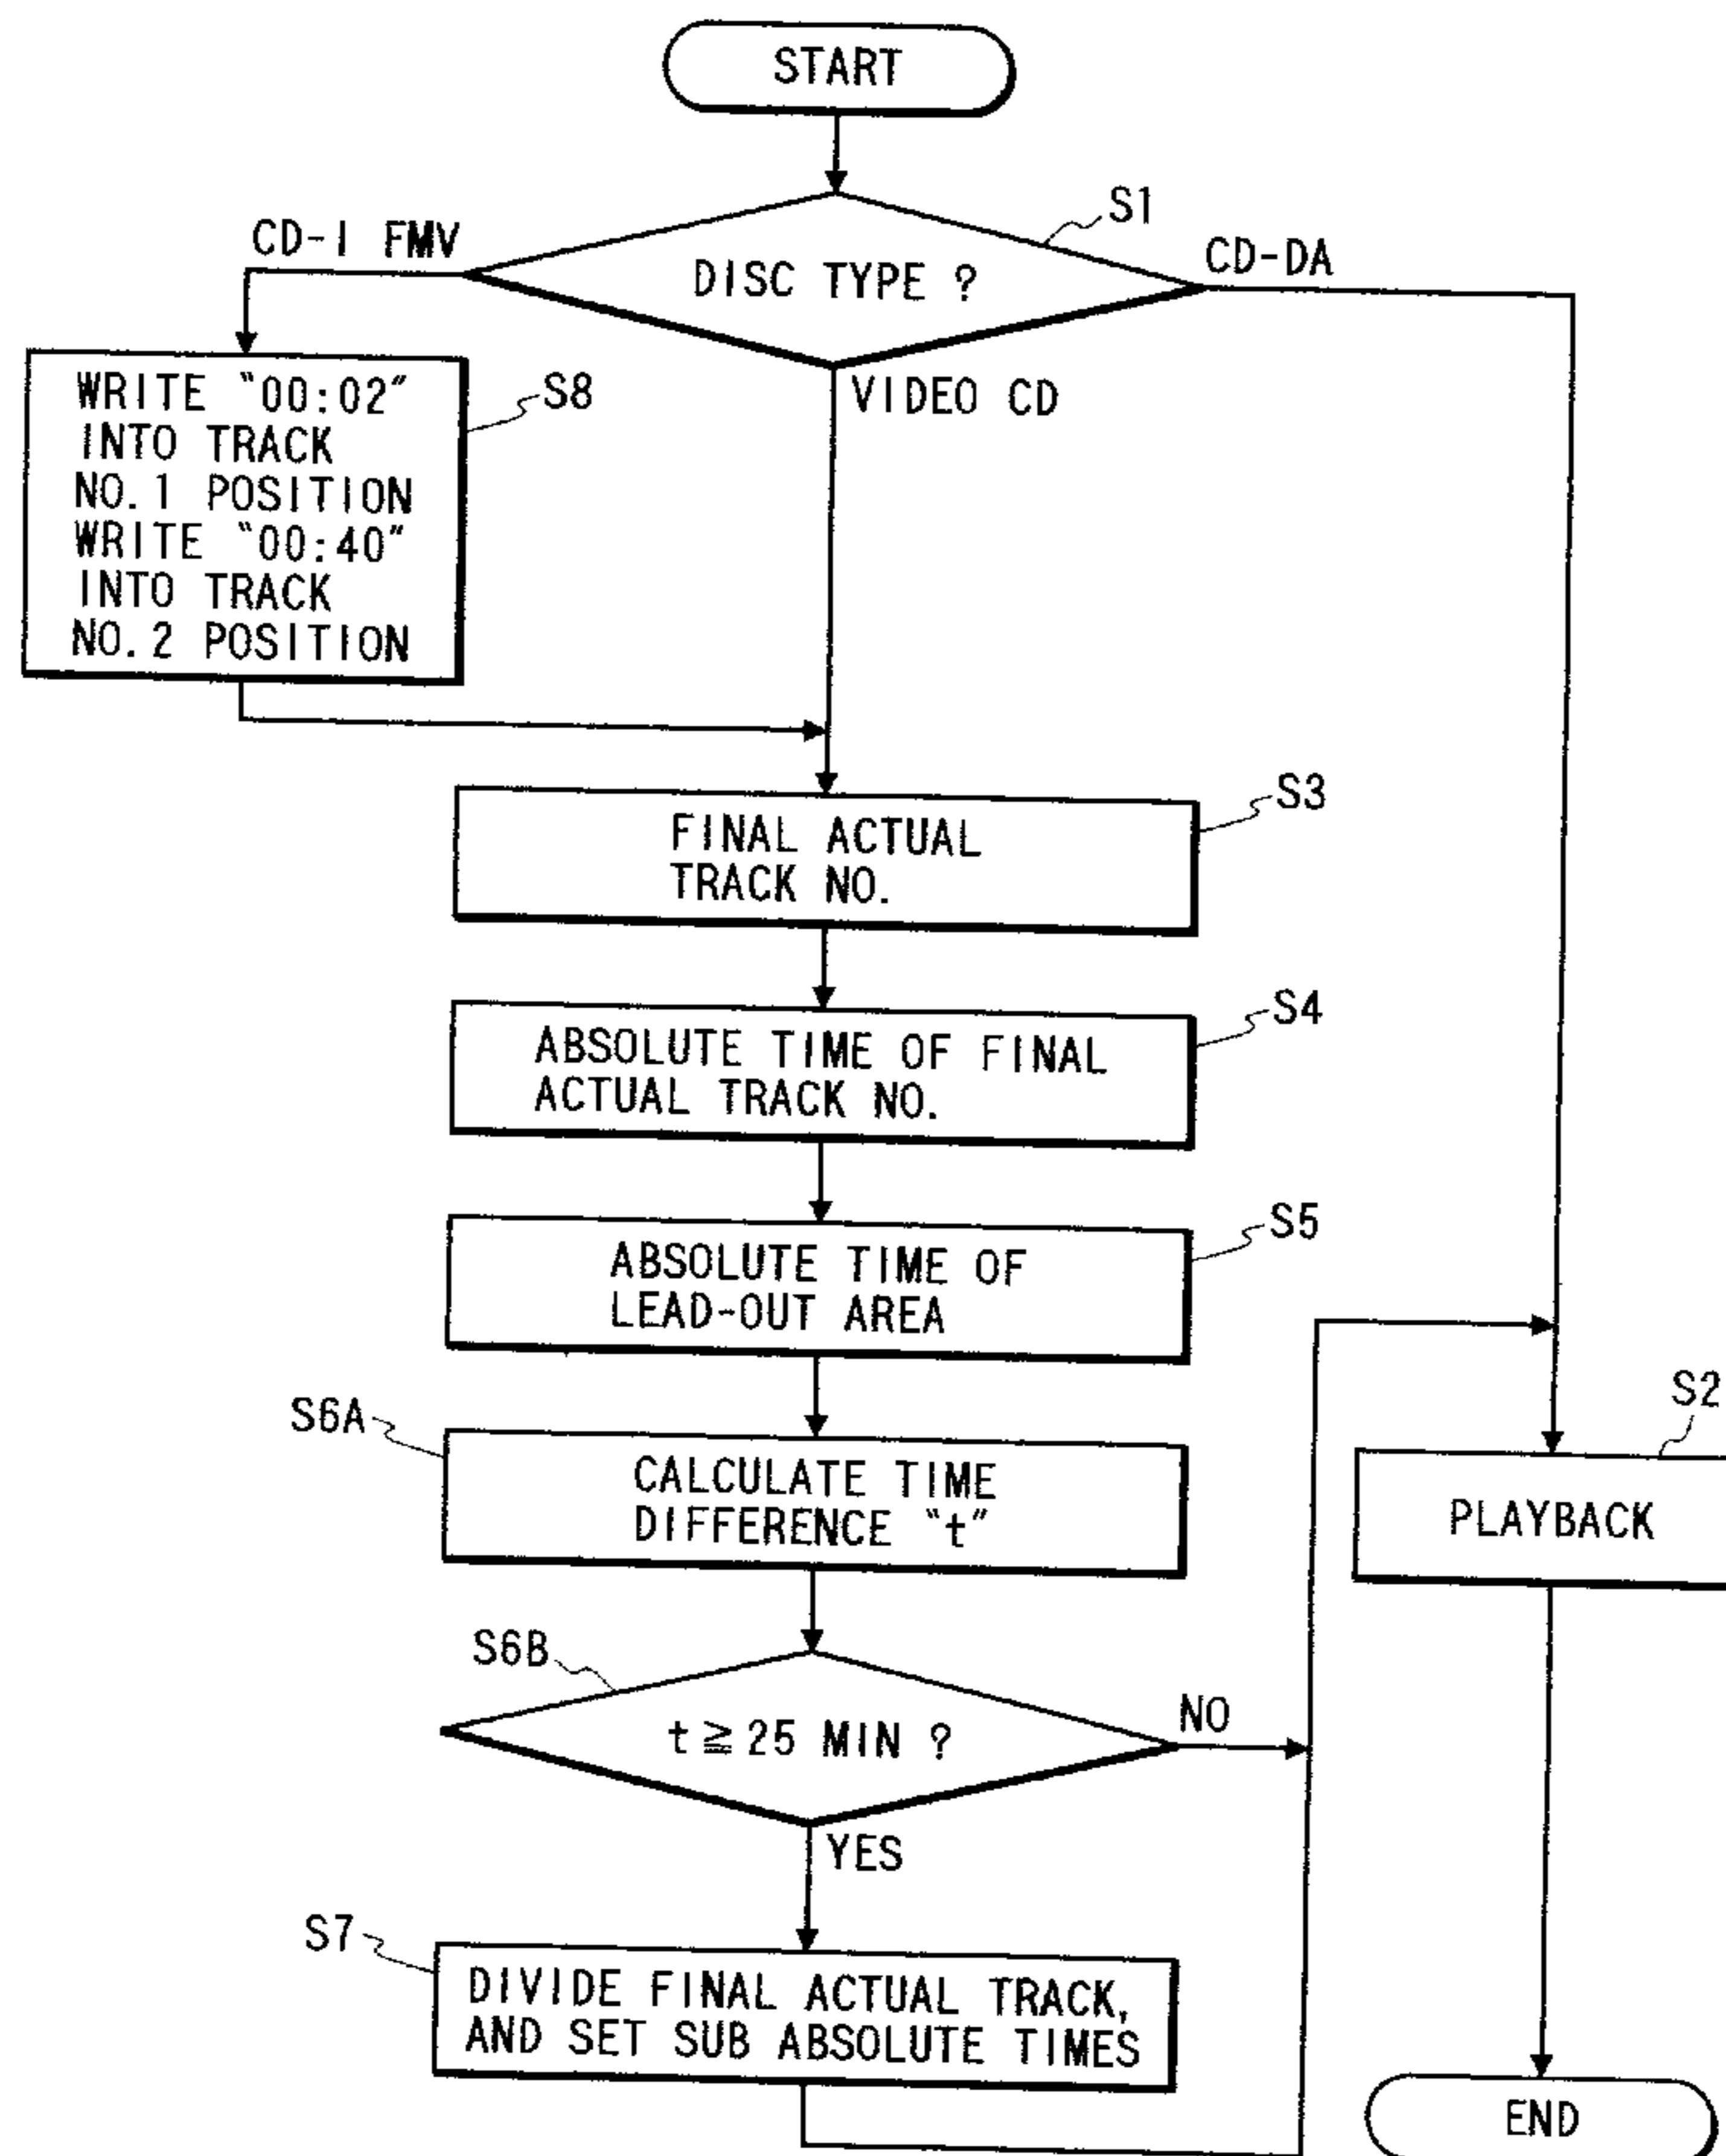 START
S1
CD-I FMV
DISC TYPE ?
CD-DA
WRITE "00:02"
INTO TRACK
NO.1 POSITION
WRITE "00:40"
INTO TRACK
NO.2 POSITION
S8
VIDEO CD
S3
FINAL ACTUAL
TRACK NO.
S4
ABSOLUTE TIME OF FINAL
ACTUAL TRACK NO.
S5
ABSOLUTE TIME OF
LEAD-OUT AREA
S6A
CALCULATE TIME
DIFFERENCE "t"
S2
PLAYBACK
S6B
t ≧ 25 MIN ?
NO
YES
S7
DIVIDE FINAL ACTUAL TRACK,
AND SET SUB ABSOLUTE TIMES
END